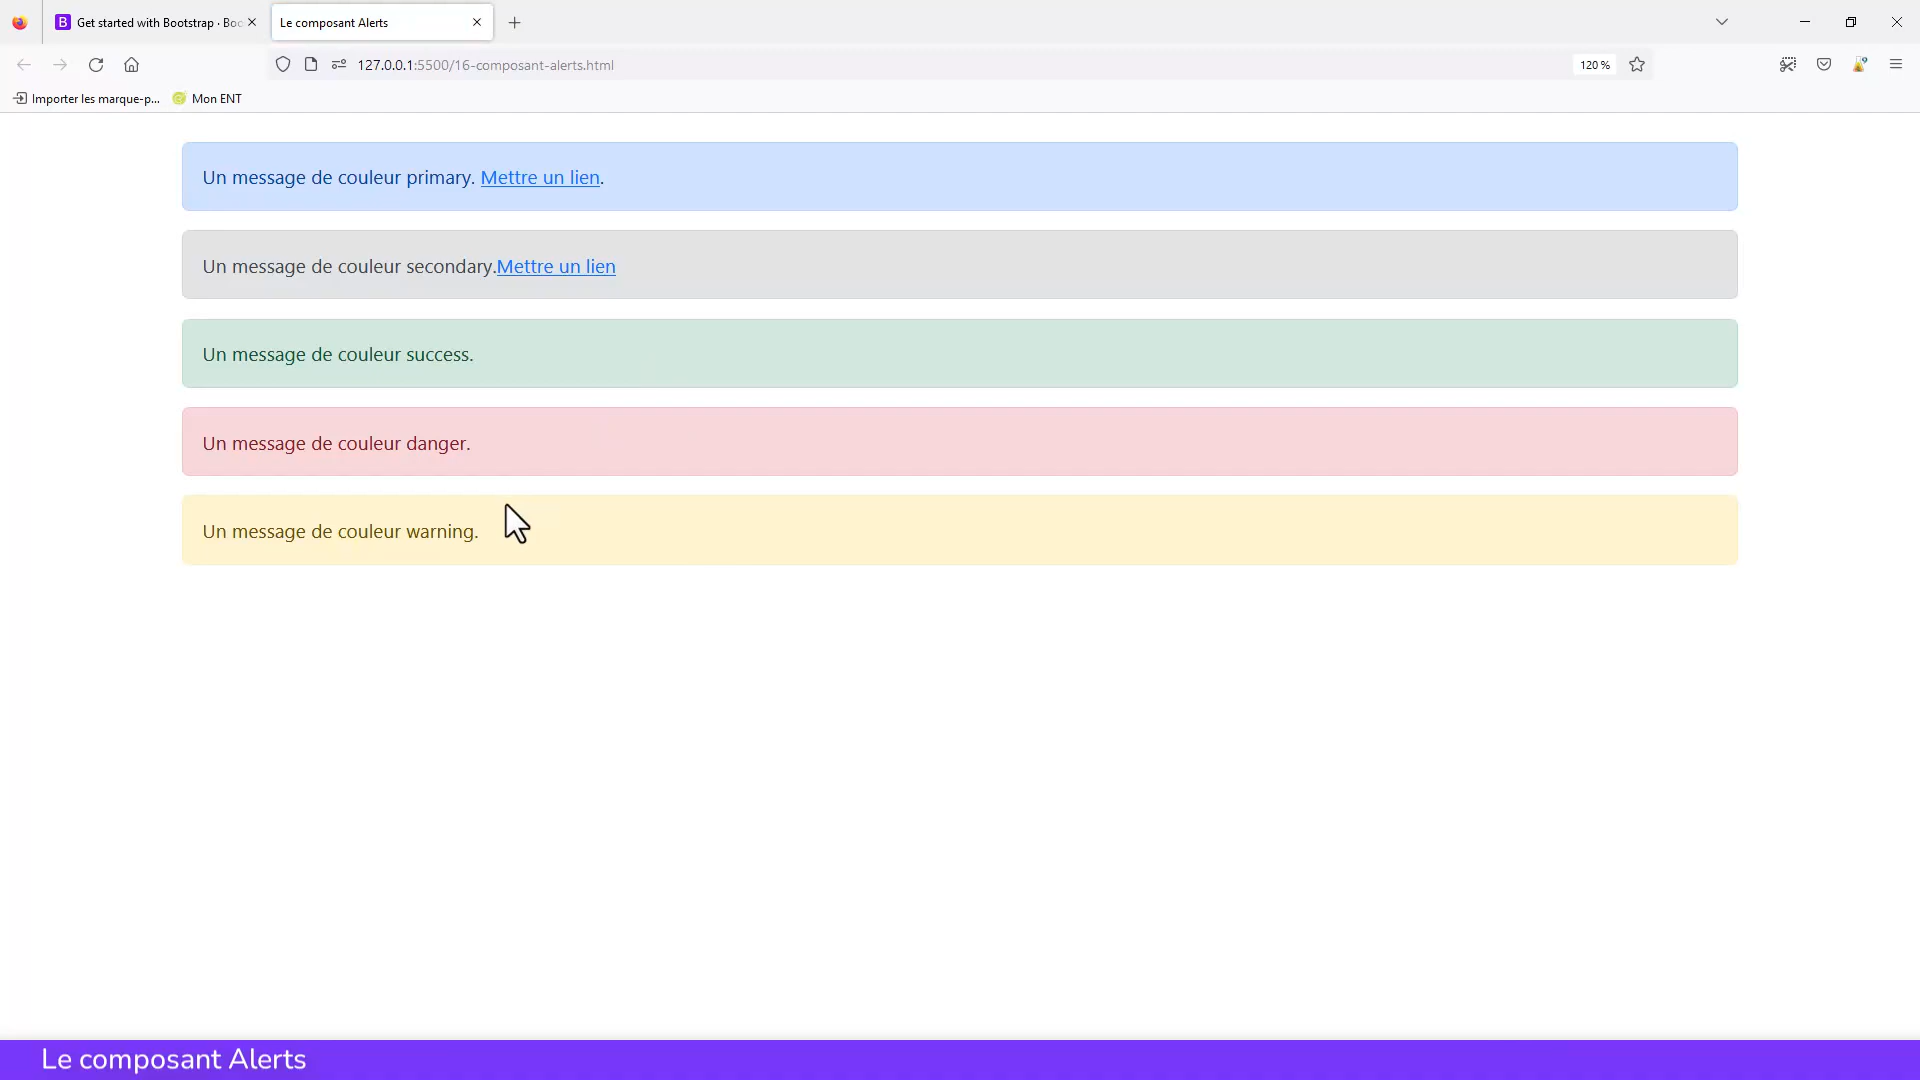 Get started with Bootstrap · Boo
Le composant Alerts
127.0.0.1:5500/16-composant-alerts.html
120 %
Importer les marque-p...
Mon ENT
Un message de couleur primary. Mettre un lien.
Un message de couleur secondary.Mettre un lien
Un message de couleur success.
Un message de couleur danger.
Un message de couleur warning.
Le composant Alerts